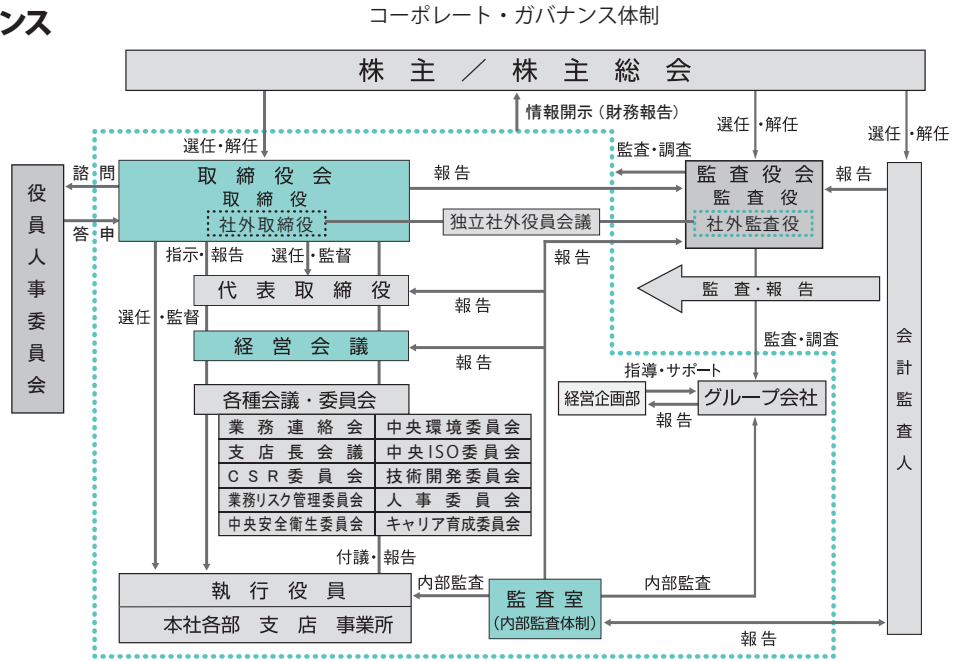 ンス
コーポレート・ガバナンス体制
株主／株主総会
情報開示（財務報告）
選任・解任
選任・解任
選任・解任
監査・調査
諮問
取締役会
取締役
社外取締役
報告
監査役会
監査役
社外監査役
報告
役員人事委員会
答申
独立社外役員会議
指示・報告
選任・監督
報告
代表取締役
報告
監査・報告
選任・監督
経営会議
報告
監査・調査
会計監査人
各種会議・委員会
指導・サポート
経営企画部
グループ会社
報告
業務連絡会
中央環境委員会
支店長会議
中央ISO委員会
CSR委員会
技術開発委員会
業務リスク管理委員会
人事委員会
中央安全衛生委員会
キャリア育成委員会
付議・報告
執行役員
本社各部 支店 事業所
内部監査
監査室
（内部監査体制）
内部監査
報告